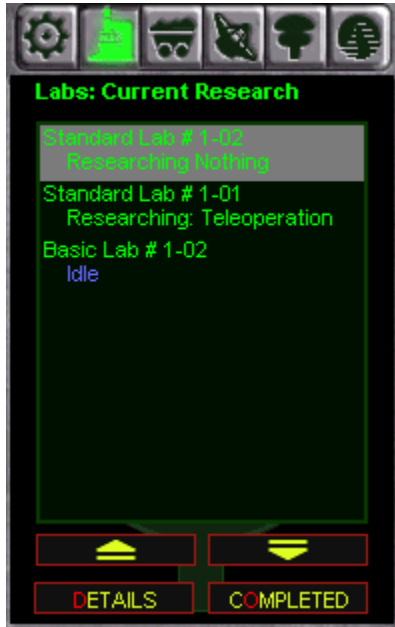 Labs: Current Research
Standard Lab # 1-02
Researching Nothing
Standard Lab # 1-01
Researching: Teleoperation
Basic Lab # 1-02
Idle
DETAILS
COMPLETED